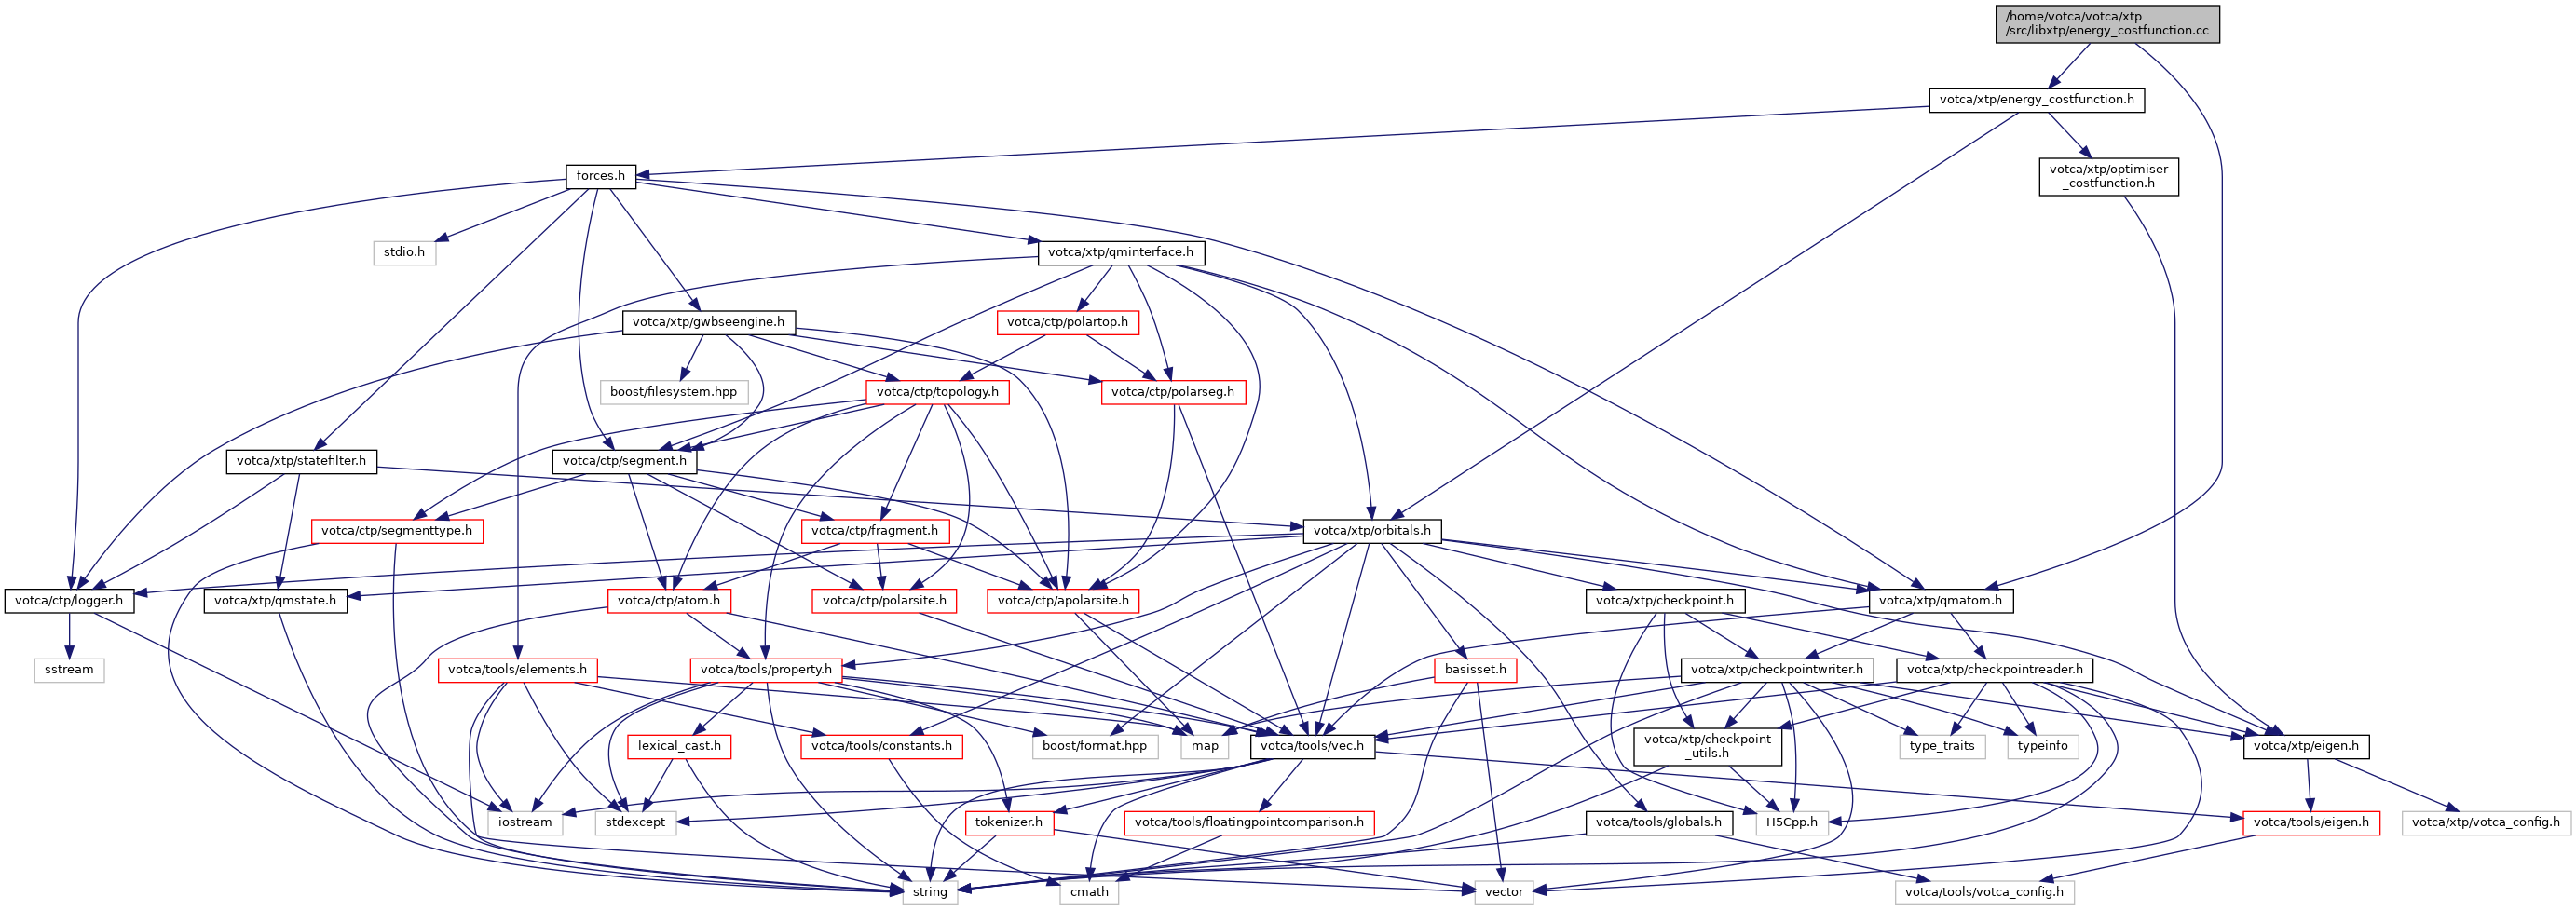 /home/votca/votca/xtp
/src/libxtp/energy_costfunction.cc
votca/xtp/energy_costfunction.h
forces.h
votca/xtp/optimiser
_costfunction.h
stdio.h
votca/xtp/qminterface.h
votca/xtp/gwbseengine.h
votca/ctp/polartop.h
boost/filesystem.hpp
votca/ctp/topology.h
votca/ctp/polarseg.h
votca/xtp/statefilter.h
votca/ctp/segment.h
votca/ctp/segmenttype.h
votca/ctp/fragment.h
votca/xtp/orbitals.h
votca/ctp/logger.h
votca/xtp/qmstate.h
votca/ctp/atom.h
votca/ctp/polarsite.h
votca/ctp/apolarsite.h
votca/xtp/checkpoint.h
votca/xtp/qmatom.h
sstream
votca/tools/elements.h
votca/tools/property.h
basisset.h
votca/xtp/checkpointwriter.h
votca/xtp/checkpointreader.h
lexical_cast.h
votca/tools/constants.h
boost/format.hpp
map
votca/tools/vec.h
votca/xtp/checkpoint
_utils.h
type_traits
typeinfo
votca/xtp/eigen.h
iostream
stdexcept
tokenizer.h
votca/tools/floatingpointcomparison.h
votca/tools/globals.h
H5Cpp.h
votca/tools/eigen.h
votca/xtp/votca_config.h
string
cmath
vector
votca/tools/votca_config.h